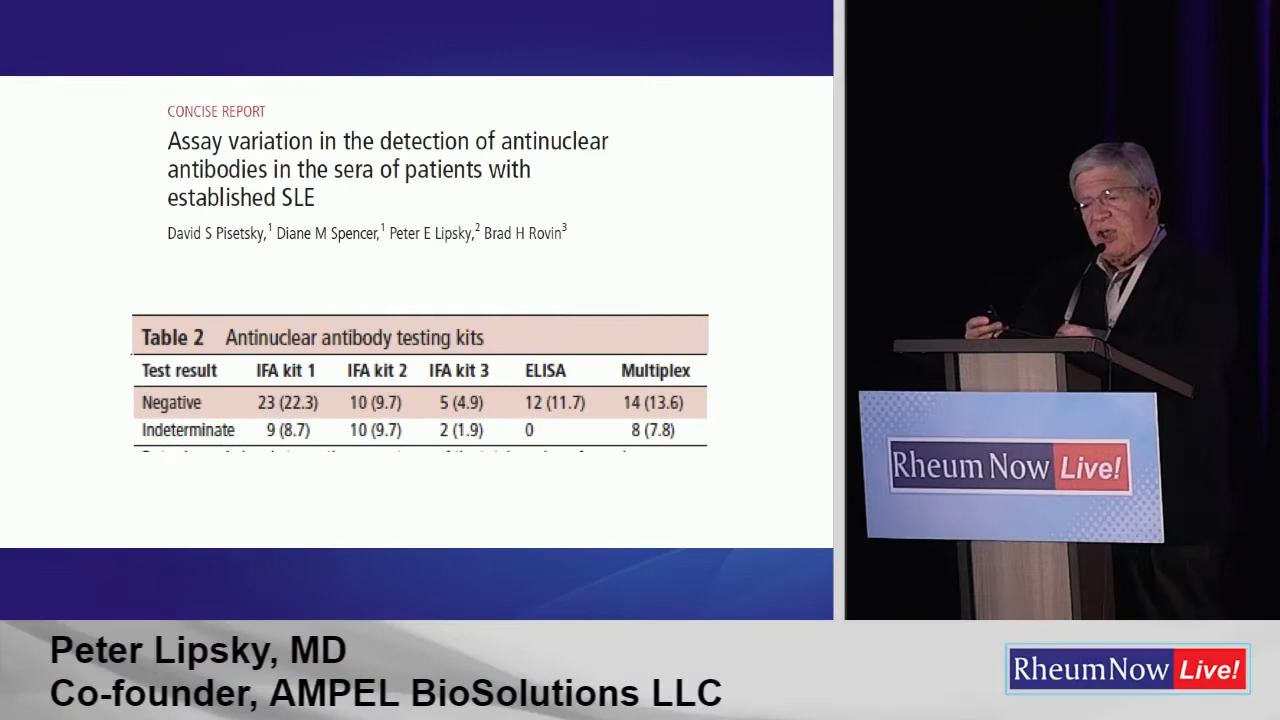 CONCISE REPORT
Assay variation in the detection of antinuclear
antibodies in the sera of patients with
established SLE
David S Pisetsky,1 Diane M Spencer,1 Peter E Lipsky,2 Brad H Rovin3
Table 2 Antinuclear antibody testing kits
Test result IFA kit 1 IFA kit 2 IFA kit 3 ELISA Multiplex
Negative 23 (22.3) 10 (9.7) 5 (4.9) 12 (11.7) 14 (13.6)
Indeterminate 9 (8.7) 10 (9.7) 2 (1.9) 0 8 (7.8)
Rheum Now Live!
Peter Lipsky, MD
Co-founder, AMPEL BioSolutions LLC
RheumNow Live!